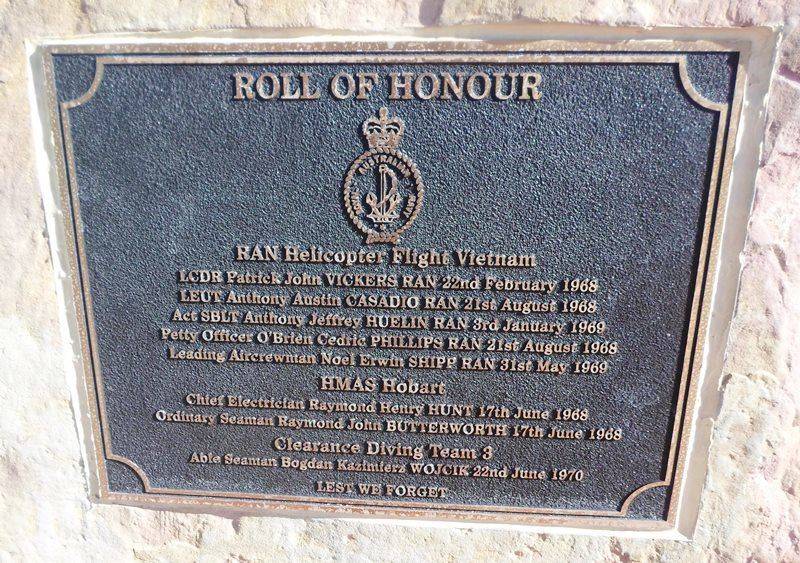 ROLL OF HONOUR
ROYAL AUSTRALIAN NAVY
RAN Helicopter Flight Vietnam
LCDR Patrick John VICKERS RAN 22nd February 1968
LEUT Anthony Austin CASADIO RAN 21st August 1968
Act SBLT Anthony Jeffrey HUELIN RAN 3rd January 1969
Petty Officer O'Brien Cedric PHILLIPS RAN 21st August 1968
Leading Aircrewman Noel Erwin SHIPP RAN 31st May 1969
HMAS Hobart
Chief Electrician Raymond Henry HUNT 17th June 1968
Ordinary Seaman Raymond John BUTTERWORTH 17th June 1968
Clearance Diving Team 3
Able Seaman Bogdan Kazimierz WOJCIK 22nd June 1970
LEST WE FORGET